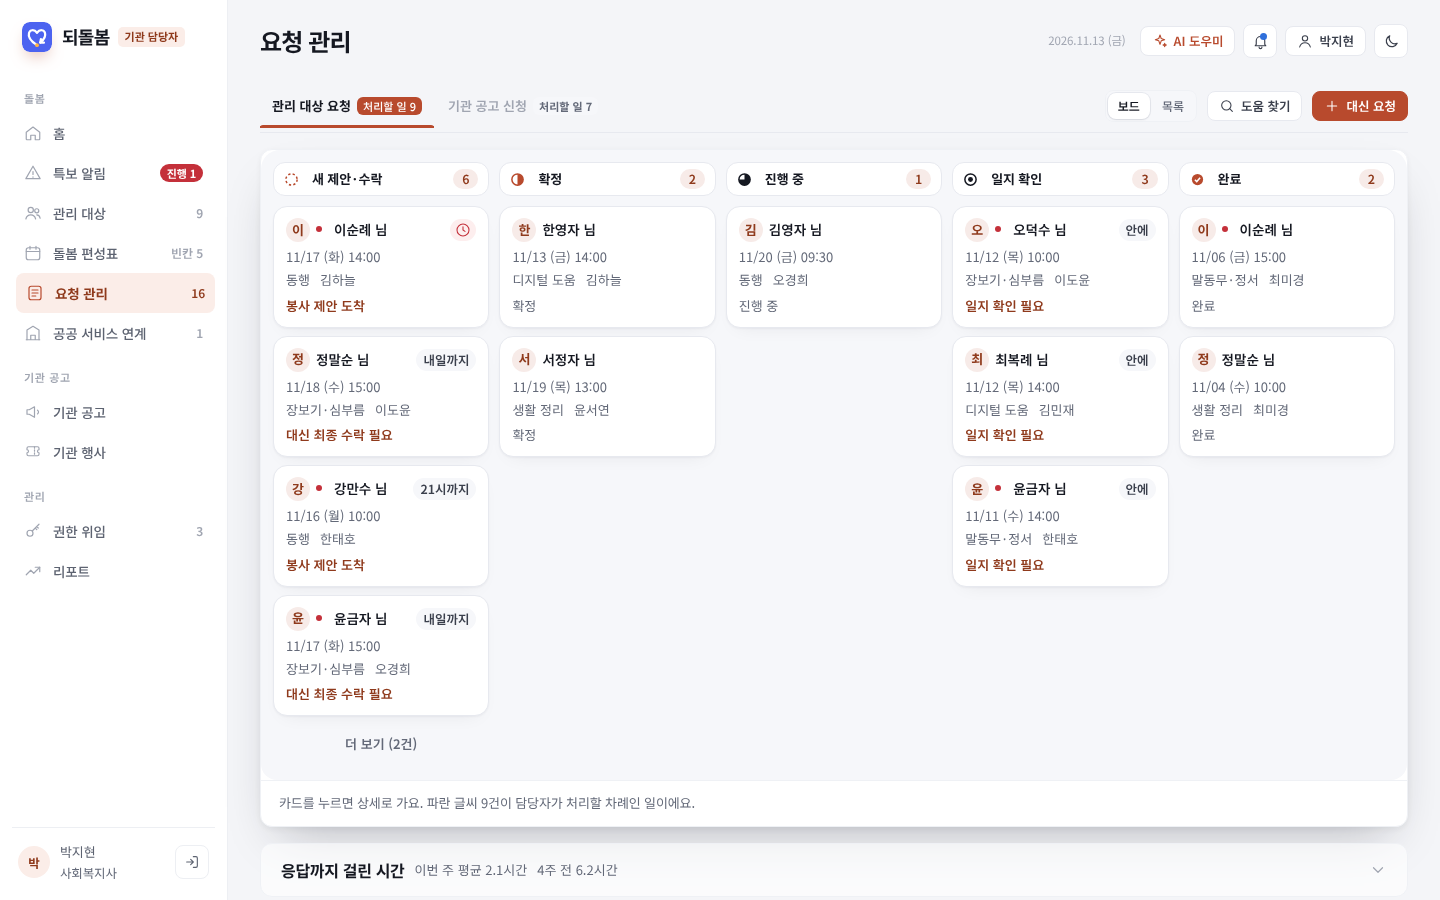 되돌봄 기관 담당자
돌봄
홈
특보 알림 진행 1
관리 대상 9
돌봄 편성표 빈칸 5
요청 관리 16
공공 서비스 연계 1
기관 공고
기관 공고
기관 행사
관리
권한 위임 3
리포트
박 박지현
사회복지사
요청 관리
2026.11.13 (금) AI 도우미 박지현
관리 대상 요청 처리할 일 9 기관 공고 신청 처리할 일 7
보드 목록 도움 찾기 대신 요청
새 제안·수락 6
이 이순례 님
11/17 (화) 14:00
동행 김하늘
봉사 제안 도착
정 정말순 님 내일까지
11/18 (수) 15:00
장보기·심부름 이도윤
대신 최종 수락 필요
강 강만수 님 21시까지
11/16 (월) 10:00
동행 한태호
봉사 제안 도착
윤 윤금자 님 내일까지
11/17 (화) 15:00
장보기·심부름 오경희
대신 최종 수락 필요
더 보기 (2건)
확정 2
한 한영자 님
11/13 (금) 14:00
디지털 도움 김하늘
확정
서 서정자 님
11/19 (목) 13:00
생활 정리 윤서연
확정
진행 중 1
김 김영자 님
11/20 (금) 09:30
동행 오경희
진행 중
일지 확인 3
오 오덕수 님 안에
11/12 (목) 10:00
장보기·심부름 이도윤
일지 확인 필요
최 최복례 님 안에
11/12 (목) 14:00
디지털 도움 김민재
일지 확인 필요
윤 윤금자 님 안에
11/11 (수) 14:00
말동무·정서 한태호
일지 확인 필요
완료 2
이 이순례 님
11/06 (금) 15:00
말동무·정서 최미경
완료
정 정말순 님
11/04 (수) 10:00
생활 정리 최미경
완료
카드를 누르면 상세로 가요. 파란 글씨 9건이 담당자가 처리할 차례인 일이에요.
응답까지 걸린 시간 이번 주 평균 2.1시간 4주 전 6.2시간